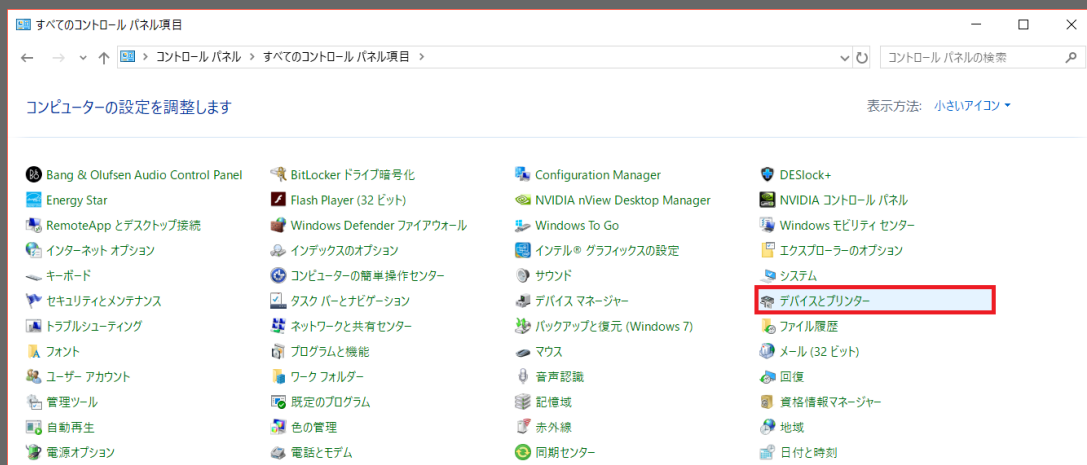 すべてのコントロール パネル項目
コントロール パネル > すべてのコントロール パネル項目 >
コントロール パネルの検索
コンピューターの設定を調整します
表示方法: 小さいアイコン
Bang & Olufsen Audio Control Panel BitLocker ドライブ暗号化 Configuration Manager DESlock+
Energy Star Flash Player (32 ビット) NVIDIA nView Desktop Manager NVIDIA コントロール パネル
RemoteApp とデスクトップ接続 Windows Defender ファイアウォール Windows To Go Windows モビリティ センター
インターネット オプション インデックスのオプション インテル® グラフィックスの設定 エクスプローラーのオプション
キーボード コンピューターの簡単操作センター サウンド システム
セキュリティとメンテナンス タスク バーとナビゲーション デバイス マネージャー デバイスとプリンター
トラブルシューティング ネットワークと共有センター バックアップと復元 (Windows 7) ファイル履歴
フォント プログラムと機能 マウス メール (32 ビット)
ユーザー アカウント ワーク フォルダー 音声認識 回復
管理ツール 既定のプログラム 記憶域 資格情報マネージャー
自動再生 色の管理 赤外線 地域
電源オプション 電話とモデム 同期センター 日付と時刻